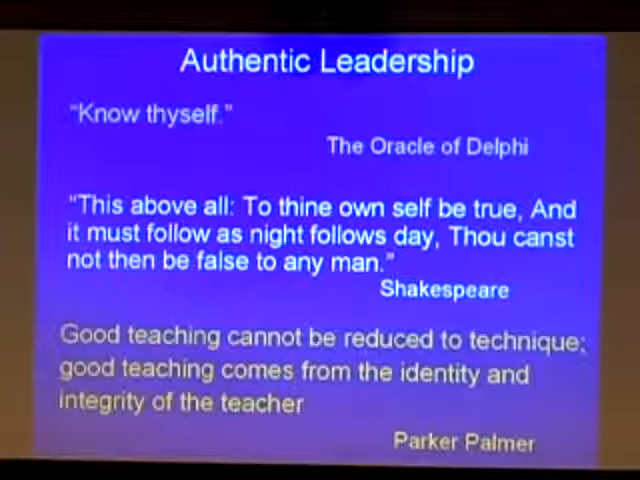 Authentic Leadership
"Know thyself."
The Oracle of Delphi
"This above all: To thine own self be true, And
it must follow as night follows day, Thou canst
not then be false to any man."
Shakespeare
Good teaching cannot be reduced to technique;
good teaching comes from the identity and
integrity of the teacher
Parker Palmer